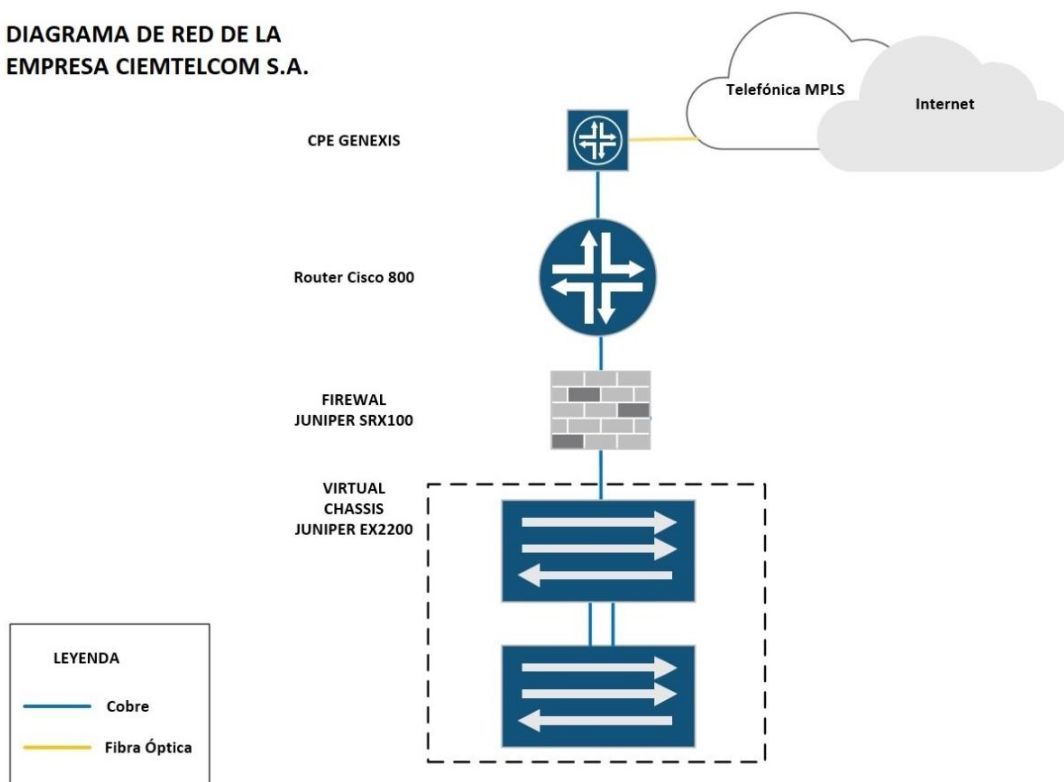 DIAGRAMA DE RED DE LA
EMPRESA CIEMTELCOM S.A.
Telefónica MPLS
Internet
CPE GENEXIS
Router Cisco 800
FIREWAL
JUNIPER SRX100
VIRTUAL
CHASSIS
JUNIPER EX2200
LEYENDA
Cobre
Fibra Óptica